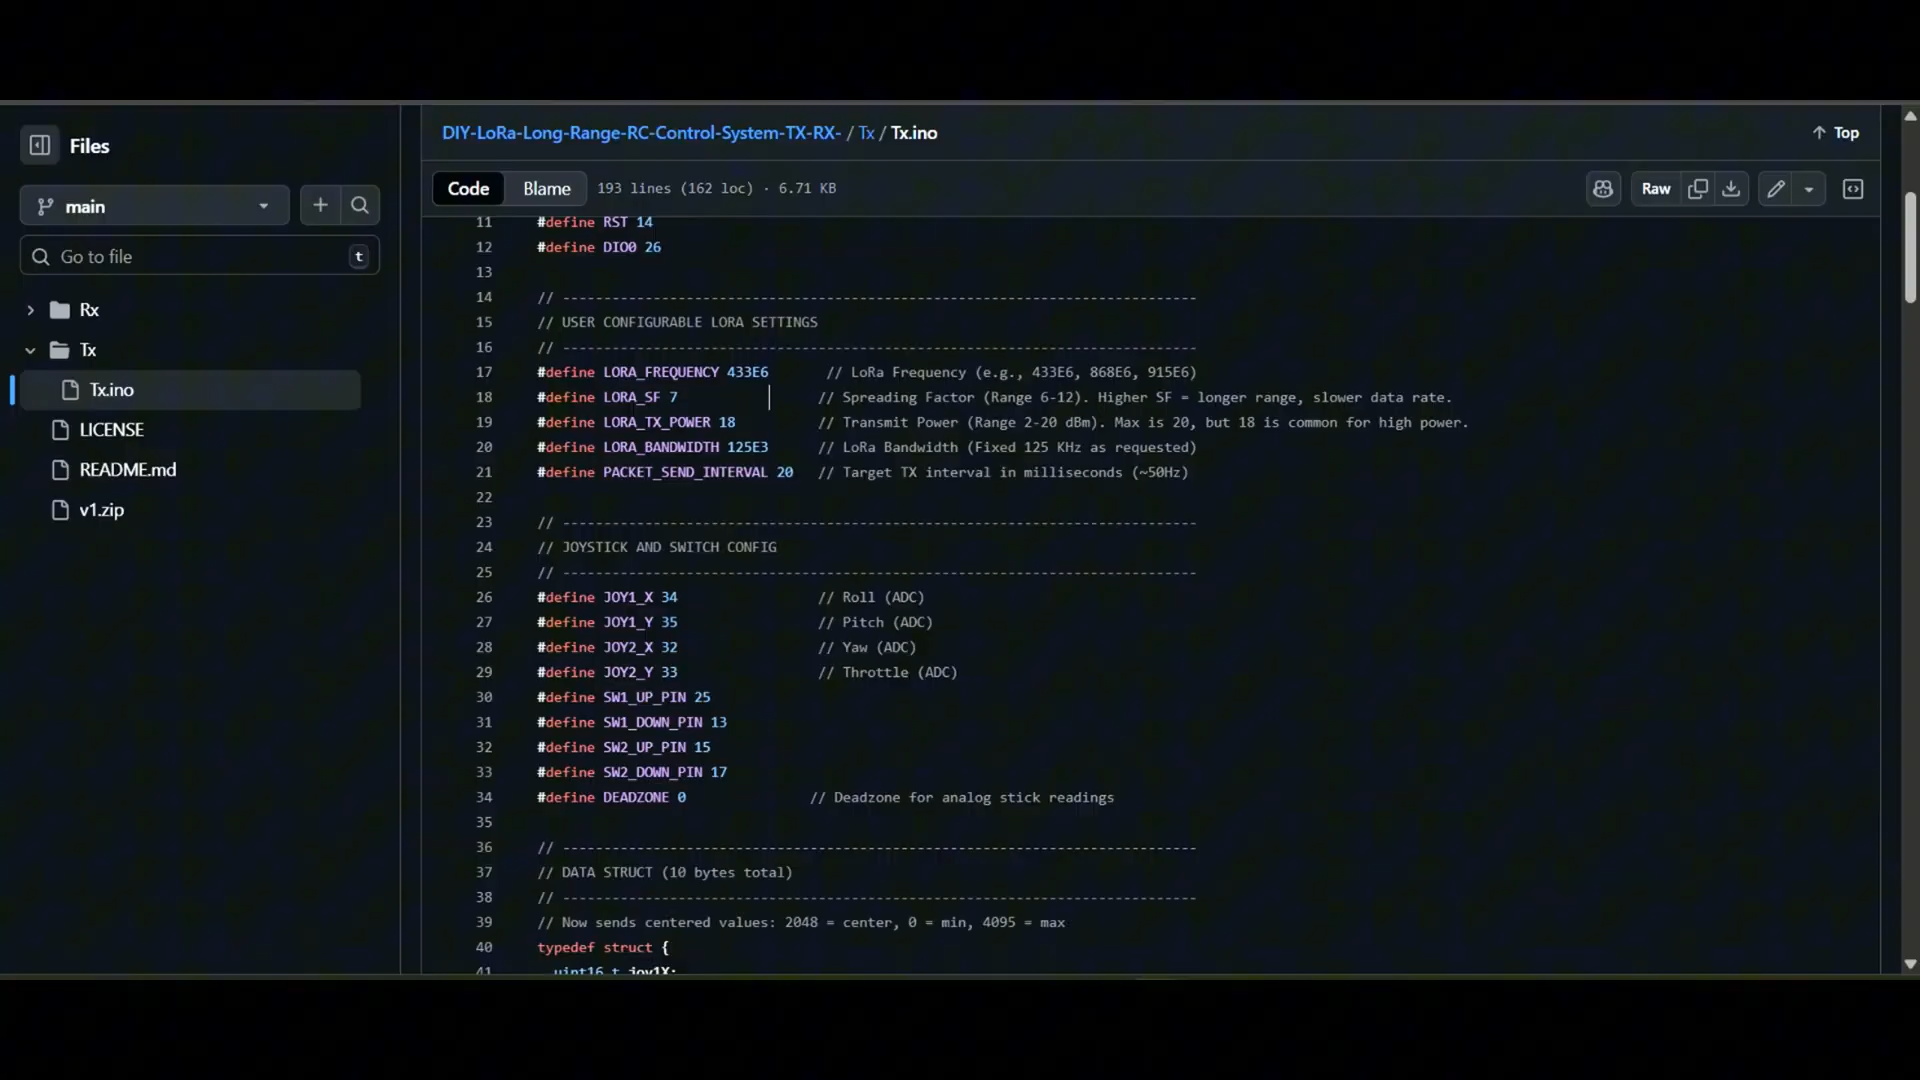 Files
main
Go to file
t
Rx
Tx
Tx.ino
LICENSE
README.md
v1.zip
DIY-LoRa-Long-Range-RC-Control-System-TX-RX- / Tx / Tx.ino
Top
Code Blame 193 lines (162 loc) · 6.71 KB
Raw
11 #define RST 14
12 #define DIO0 26
13
14 // -----------------------------------------------------------------------------
15 // USER CONFIGURABLE LORA SETTINGS
16 // -----------------------------------------------------------------------------
17 #define LORA_FREQUENCY 433E6 // LoRa Frequency (e.g., 433E6, 868E6, 915E6)
18 #define LORA_SF 7 // Spreading Factor (Range 6-12). Higher SF = longer range, slower data rate.
19 #define LORA_TX_POWER 18 // Transmit Power (Range 2-20 dBm). Max is 20, but 18 is common for high power.
20 #define LORA_BANDWIDTH 125E3 // LoRa Bandwidth (Fixed 125 KHz as requested)
21 #define PACKET_SEND_INTERVAL 20 // Target TX interval in milliseconds (~50Hz)
22
23 // -----------------------------------------------------------------------------
24 // JOYSTICK AND SWITCH CONFIG
25 // -----------------------------------------------------------------------------
26 #define JOY1_X 34 // Roll (ADC)
27 #define JOY1_Y 35 // Pitch (ADC)
28 #define JOY2_X 32 // Yaw (ADC)
29 #define JOY2_Y 33 // Throttle (ADC)
30 #define SW1_UP_PIN 25
31 #define SW1_DOWN_PIN 13
32 #define SW2_UP_PIN 15
33 #define SW2_DOWN_PIN 17
34 #define DEADZONE 0 // Deadzone for analog stick readings
35
36 // -----------------------------------------------------------------------------
37 // DATA STRUCT (10 bytes total)
38 // -----------------------------------------------------------------------------
39 // Now sends centered values: 2048 = center, 0 = min, 4095 = max
40 typedef struct {
41 uint16_t joy1X;